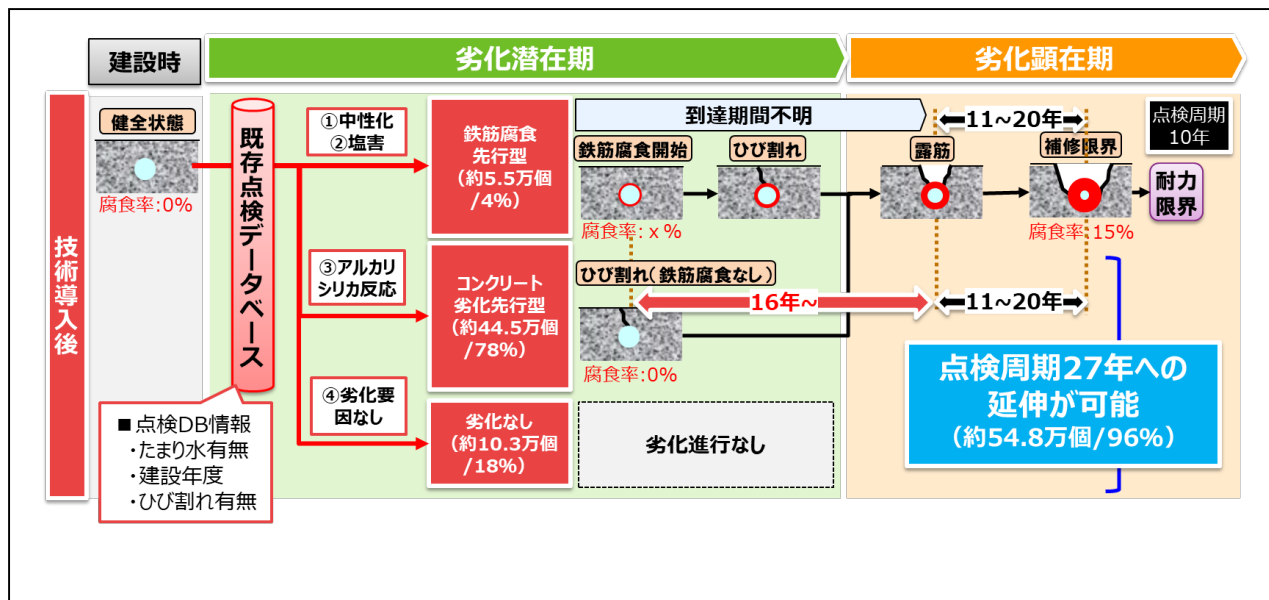 建設時
劣化潜在期
劣化顕在期
技術導入後
健全状態
腐食率:0%
既存点検データベース
①中性化
②塩害
③アルカリ
シリカ反応
④劣化要
因なし
鉄筋腐食
先行型
(約5.5万個
/4%)
コンクリート
劣化先行型
(約44.5万個
/78%)
劣化なし
(約10.3万個
/18%)
到達期間不明
鉄筋腐食開始
ひび割れ
腐食率:x%
ひび割れ(鉄筋腐食なし)
16年~
腐食率:0%
劣化進行なし
11~20年
点検周期
10年
露筋
補修限界
耐力
限界
腐食率:15%
11~20年
点検周期27年への
延伸が可能
(約54.8万個/96%)
■点検DB情報
・たまり水有無
・建設年度
・ひび割れ有無